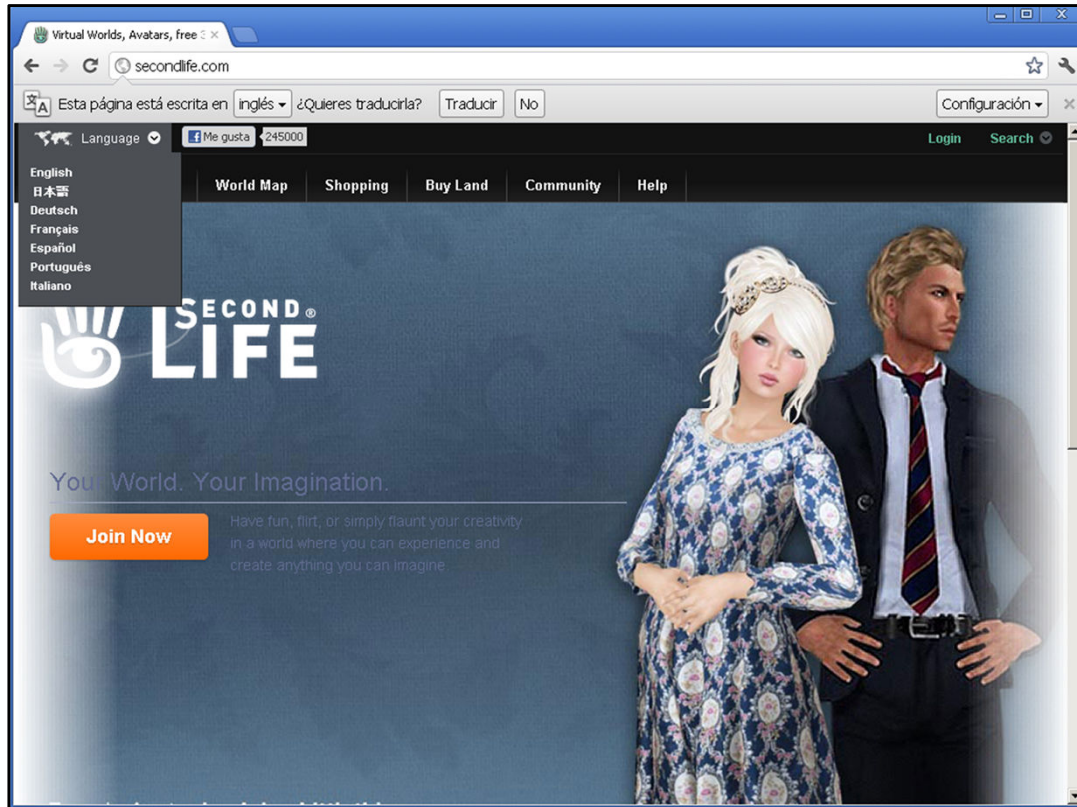 Virtual Worlds, Avatars, free
secondlife.com
Esta página está escrita en inglés ¿Quieres traducirla? Traducir No Configuración
Language Me gusta 245000 Login Search
English
日本語
Deutsch
Français
Español
Português
Italiano
World Map Shopping Buy Land Community Help
SECOND®
LIFE
Your World. Your Imagination.
Join Now
Have fun, flirt, or simply flaunt your creativity
in a world where you can experience and
create anything you can imagine